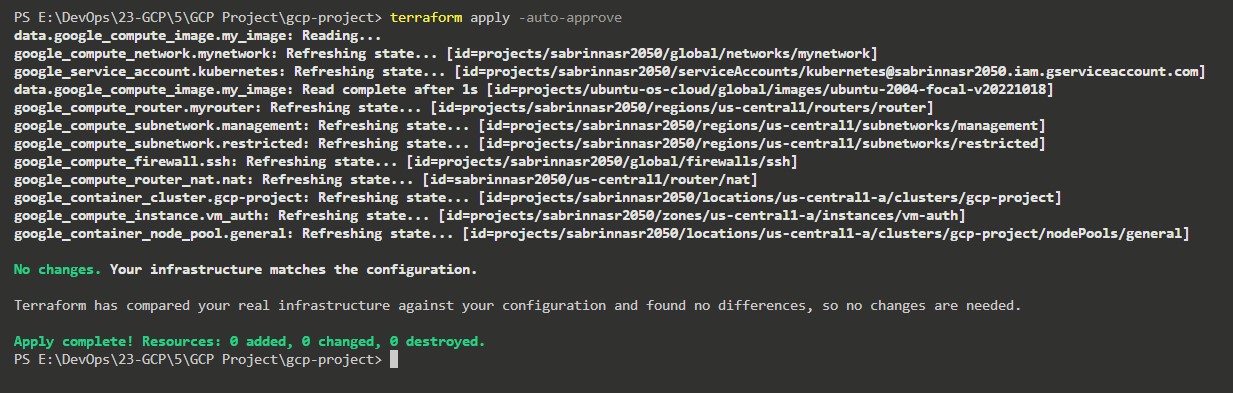 PS E:\DevOps\23-GCP\5\GCP Project\gcp-project> terraform apply -auto-approve
data.google_compute_image.my_image: Reading...
google_compute_network.mynetwork: Refreshing state... [id=projects/sabrinnasr2050/global/networks/mynetwork]
google_service_account.kubernetes: Refreshing state... [id=projects/sabrinnasr2050/serviceAccounts/kubernetes@sabrinnasr2050.iam.gserviceaccount.com]
data.google_compute_image.my_image: Read complete after 1s [id=projects/ubuntu-os-cloud/global/images/ubuntu-2004-focal-v20221018]
google_compute_router.myrouter: Refreshing state... [id=projects/sabrinnasr2050/regions/us-central1/routers/router]
google_compute_subnetwork.management: Refreshing state... [id=projects/sabrinnasr2050/regions/us-central1/subnetworks/management]
google_compute_subnetwork.restricted: Refreshing state... [id=projects/sabrinnasr2050/regions/us-central1/subnetworks/restricted]
google_compute_firewall.ssh: Refreshing state... [id=projects/sabrinnasr2050/global/firewalls/ssh]
google_compute_router_nat.nat: Refreshing state... [id=sabrinnasr2050/us-central1/router/nat]
google_container_cluster.gcp-project: Refreshing state... [id=projects/sabrinnasr2050/locations/us-central1-a/clusters/gcp-project]
google_compute_instance.vm_auth: Refreshing state... [id=projects/sabrinnasr2050/zones/us-central1-a/instances/vm-auth]
google_container_node_pool.general: Refreshing state... [id=projects/sabrinnasr2050/locations/us-central1-a/clusters/gcp-project/nodePools/general]
No changes. Your infrastructure matches the configuration.
Terraform has compared your real infrastructure against your configuration and found no differences, so no changes are needed.
Apply complete! Resources: 0 added, 0 changed, 0 destroyed.
PS E:\DevOps\23-GCP\5\GCP Project\gcp-project>